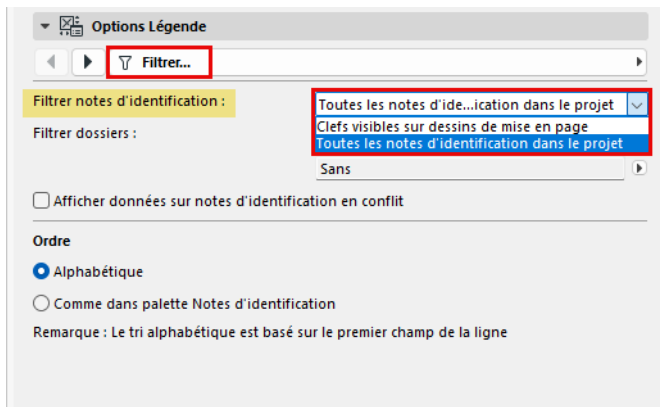 Options Légende
Filtrer...
Filtrer notes d'identification :
Toutes les notes d'ide...ication dans le projet
Clefs visibles sur dessins de mise en page
Toutes les notes d'identification dans le projet
Filtrer dossiers :
Sans
Afficher données sur notes d'identification en conflit
Ordre
Alphabétique
Comme dans palette Notes d'identification
Remarque : Le tri alphabétique est basé sur le premier champ de la ligne